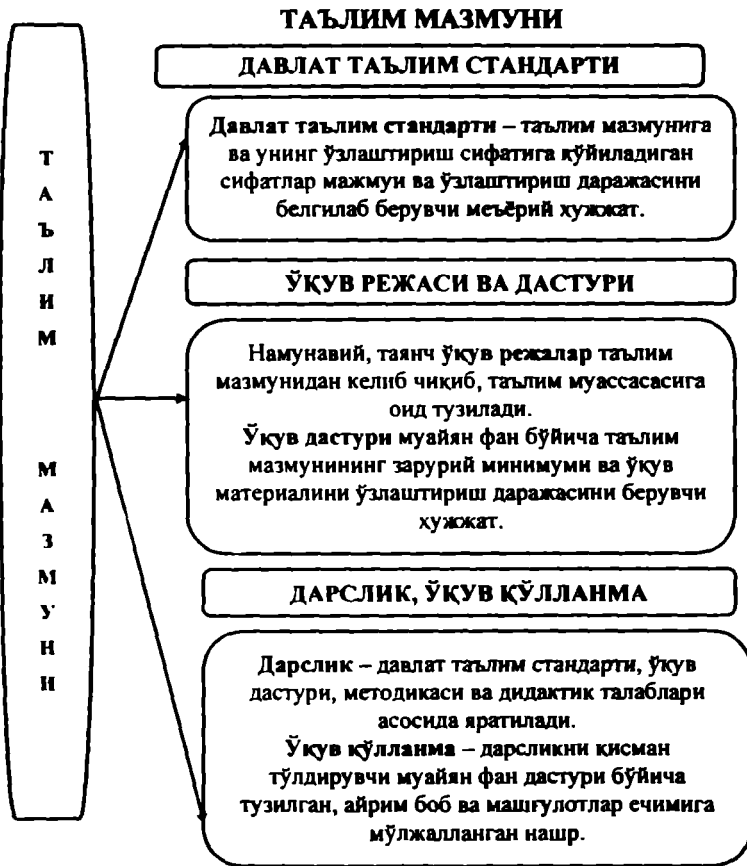 ТАЪЛИМ МАЗМУНИ
ДАВЛАТ ТАЪЛИМ СТАНДАРТИ
Давлат таълим стандарти – таълим мазмунига
ва унинг ўзлаштириш сифатига қўйиладиган
сифатлар мажмуи ва ўзлаштириш даражасини
белгилаб берувчи меъёрий ҳужжат.
ЎҚУВ РЕЖАСИ ВА ДАСТУРИ
Намунавий, таянч ўқув режалар таълим
мазмунидан келиб чиқиб, таълим муассасасига
оид тузилади.
Ўқув дастури муайян фан бўйича таълим
мазмунининг зарурий минимуми ва ўқув
материалини ўзлаштириш даражасини берувчи
ҳужжат.
ДАРСЛИК, ЎҚУВ ҚЎЛЛАНМА
Дарслик – давлат таълим стандарти, ўқув
дастури, методикаси ва дидактик талаблари
асосида яратилади.
Ўқув қўлланма – дарсликни қисман
тўлдирувчи муайян фан дастури бўйича
тузилган, айрим боб ва машғулотлар ечимига
мўлжалланган нашр.
Т
А
Ъ
Л
И
М
М
А
З
М
У
Н
И